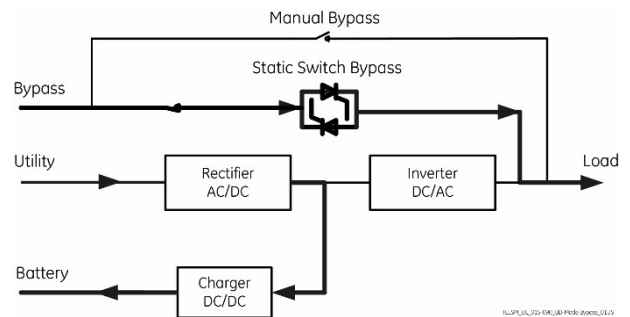 Manual Bypass
Static Switch Bypass
Bypass
Utility
Rectifier
AC/DC
Inverter
DC/AC
Load
Battery
Charger
DC/DC